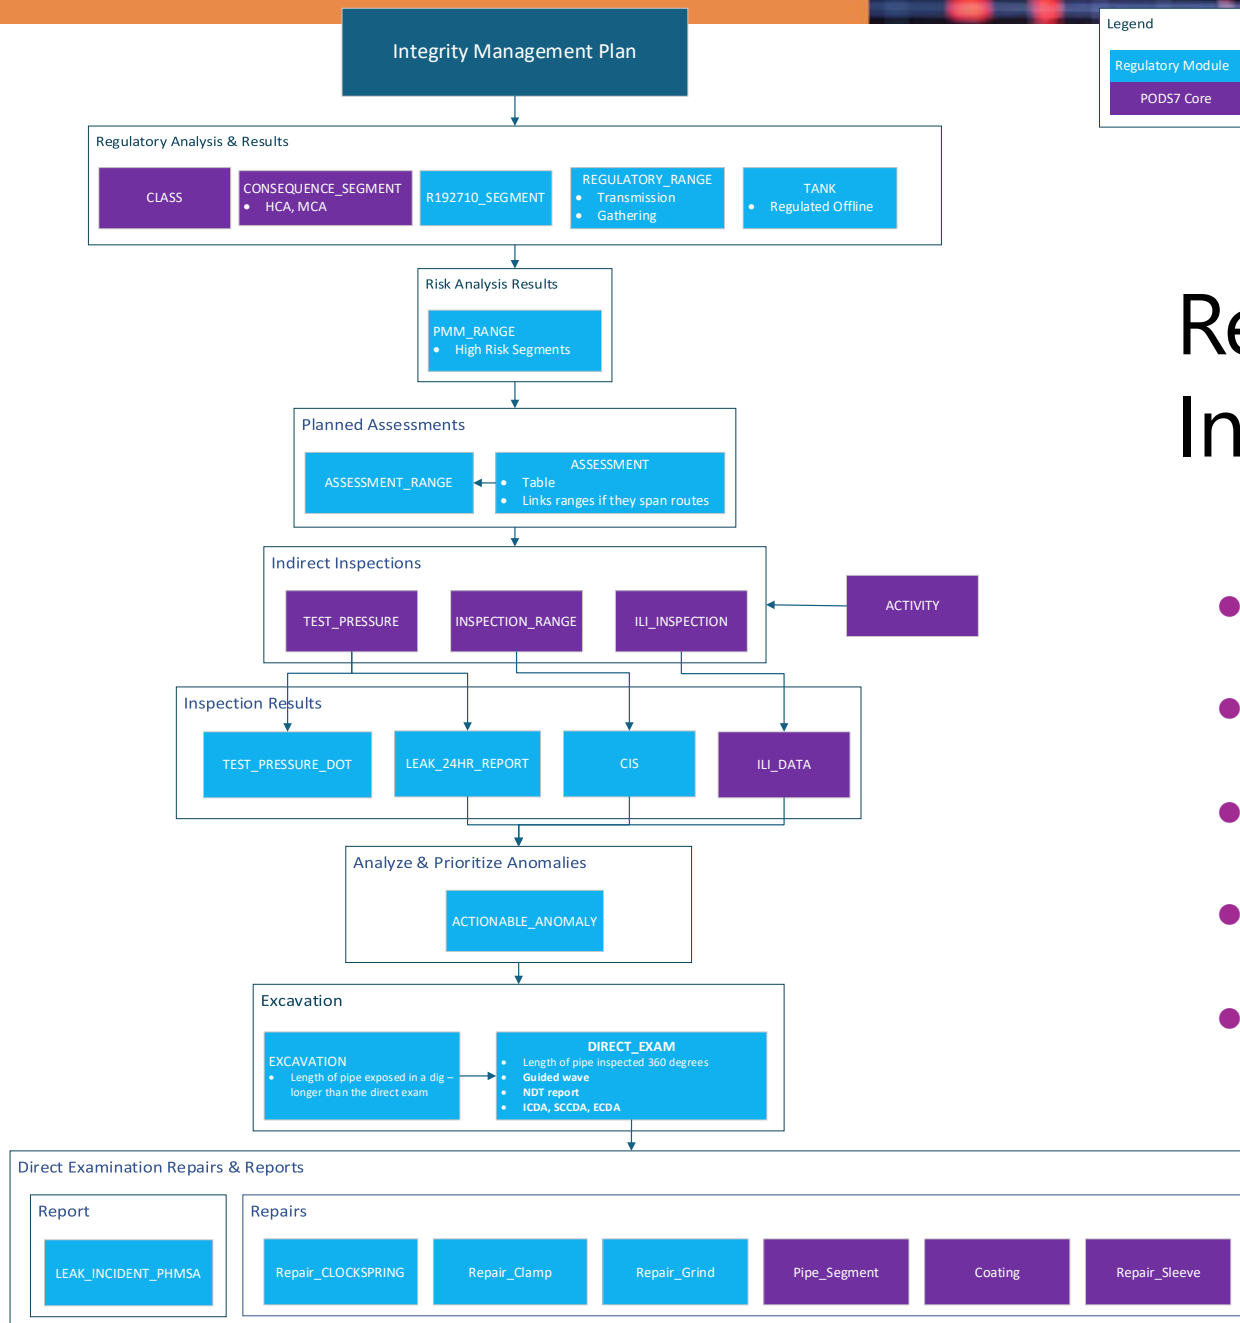 Integrity Management Plan
Legend
Regulatory Module
PODS7 Core
Regulatory Analysis & Results
CLASS
CONSEQUENCE_SEGMENT
• HCA, MCA
R192710_SEGMENT
REGULATORY_RANGE
• Transmission
• Gathering
TANK
• Regulated Offline
Risk Analysis Results
PMM_RANGE
• High Risk Segments
Planned Assessments
ASSESSMENT_RANGE
ASSESSMENT
• Table
• Links ranges if they span routes
Indirect Inspections
TEST_PRESSURE
INSPECTION_RANGE
ILI_INSPECTION
ACTIVITY
Inspection Results
TEST_PRESSURE_DOT
LEAK_24HR_REPORT
CIS
ILI_DATA
Analyze & Prioritize Anomalies
ACTIONABLE_ANOMALY
Excavation
EXCAVATION
• Length of pipe exposed in a dig –
longer than the direct exam
DIRECT_EXAM
• Length of pipe inspected 360 degrees
• Guided wave
• NDT report
• ICDA, SCCDA, ECDA
Direct Examination Repairs & Reports
Report
LEAK_INCIDENT_PHMSA
Repairs
Repair_CLOCKSPRING
Repair_Clamp
Repair_Grind
Pipe_Segment
Coating
Repair_Sleeve